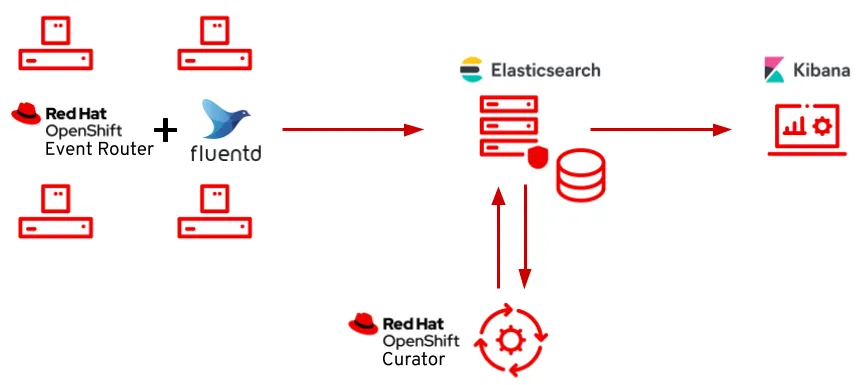 Red Hat
OpenShift
Event Router
+
fluentd
Elasticsearch
Kibana
Red Hat
OpenShift
Curator